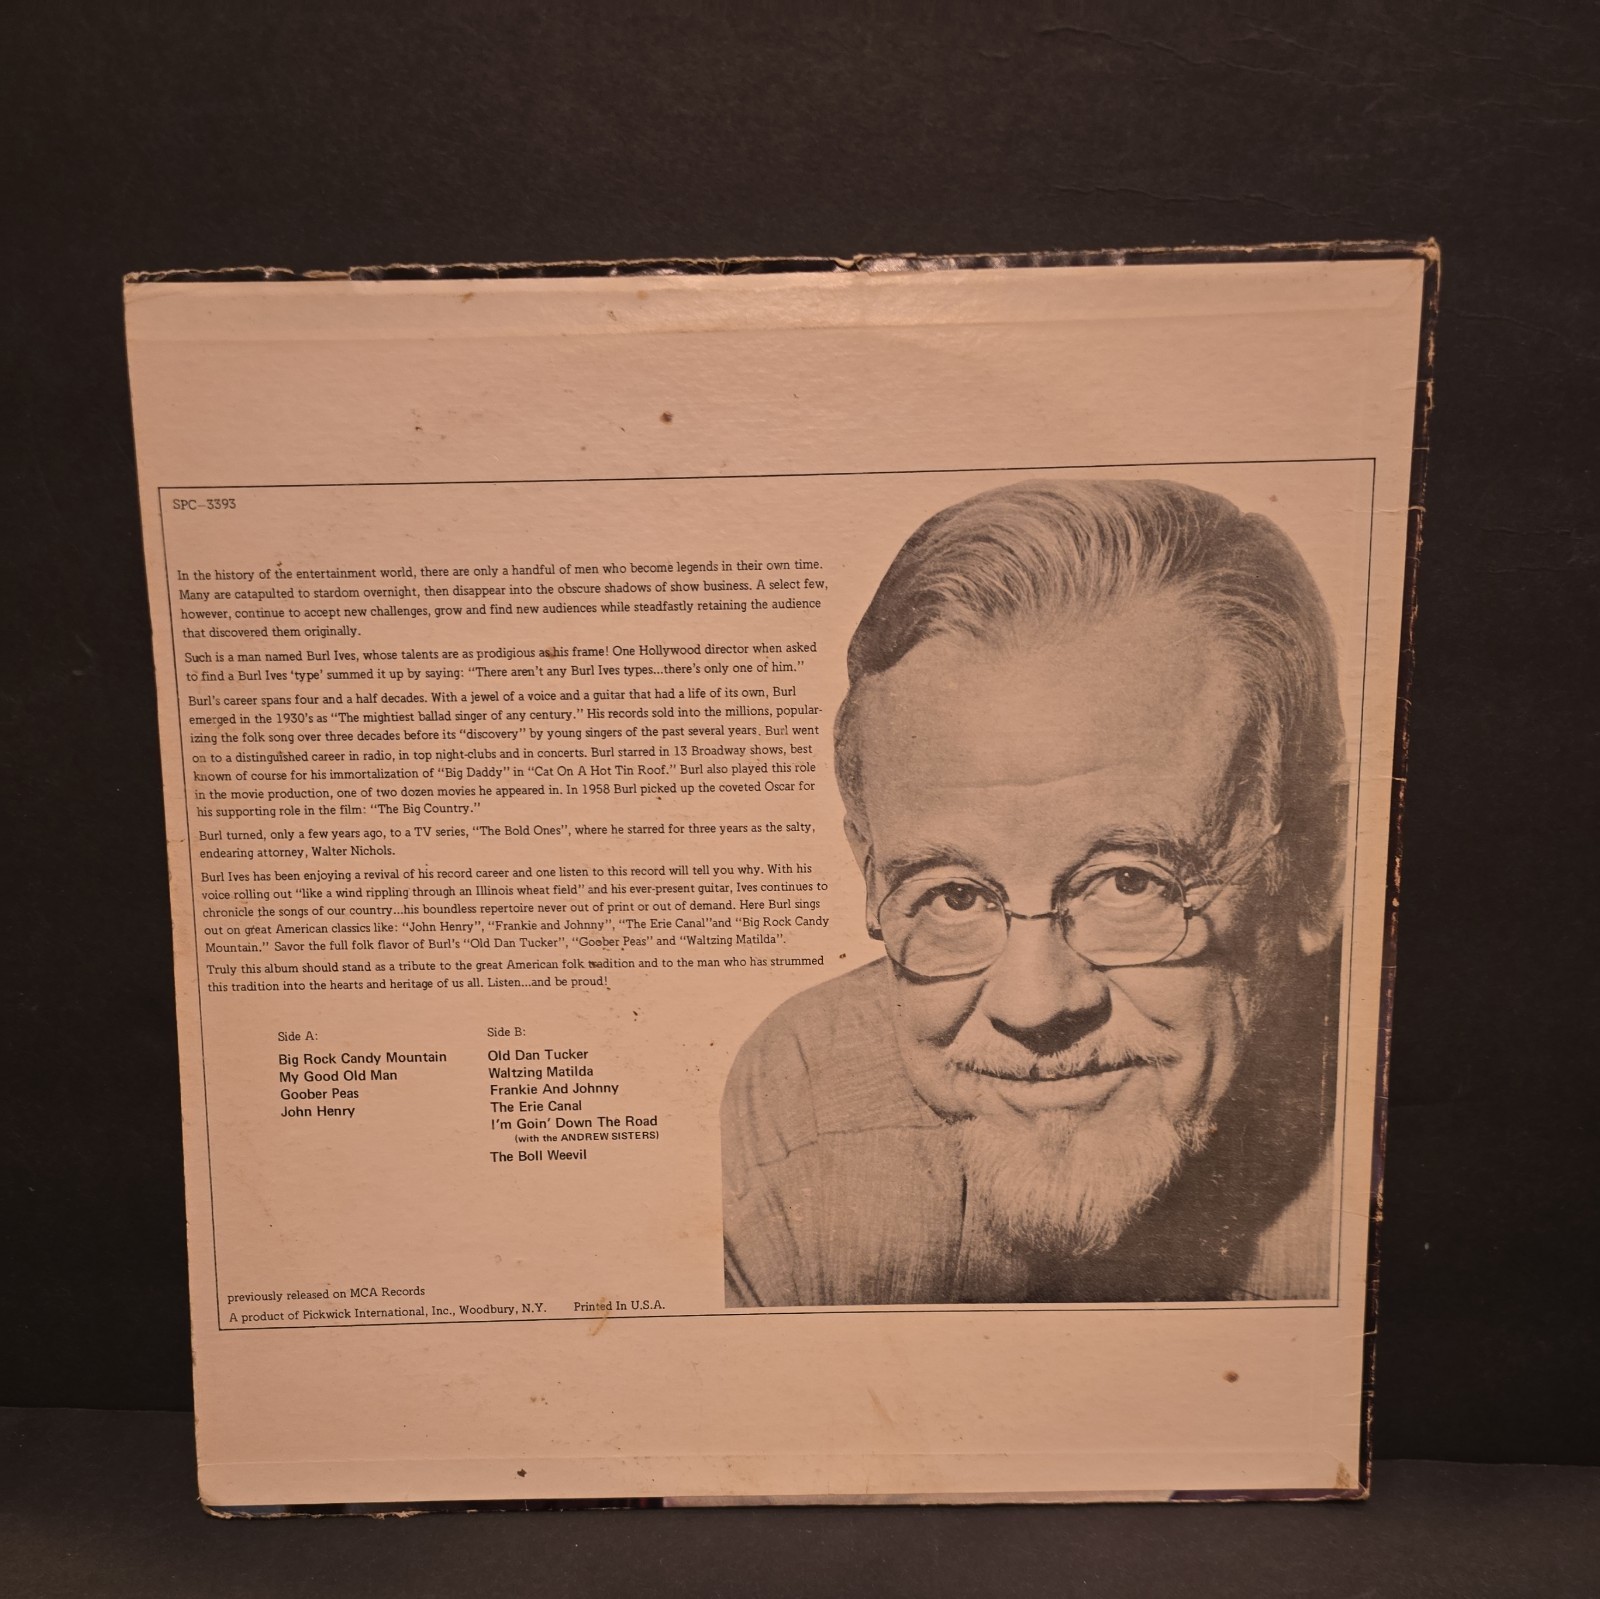 SPC-3393
In the history of the entertainment world, there are only a handful of men who become legends in their own time.
Many are catapulted to stardom overnight, then disappear into the obscure shadows of show business. A select few,
however, continue to accept new challenges, grow and find new audiences while steadfastly retaining the audience
that discovered them originally.
Such is a man named Burl Ives, whose talents are as prodigious as his frame! One Hollywood director when asked
to find a Burl Ives ‘type’ summed it up by saying: “There aren’t any Burl Ives types...there’s only one of him.”
Burl’s career spans four and a half decades. With a jewel of a voice and a guitar that had a life of its own, Burl
emerged in the 1930’s as “The mightiest ballad singer of any century.” His records sold into the millions, popular-
izing the folk song over three decades before its “discovery” by young singers of the past several years. Burl went
on to a distinguished career in radio, in top night-clubs and in concerts. Burl starred in 13 Broadway shows, best
known of course for his immortalization of “Big Daddy” in “Cat On A Hot Tin Roof.” Burl also played this role
in the movie production, one of two dozen movies he appeared in. In 1958 Burl picked up the coveted Oscar for
his supporting role in the film: “The Big Country.”
Burl turned, only a few years ago, to a TV series, “The Bold Ones”, where he starred for three years as the salty,
endearing attorney, Walter Nichols.
Burl Ives has been enjoying a revival of his record career and one listen to this record will tell you why. With his
voice rolling out “like a wind rippling through an Illinois wheat field” and his ever-present guitar, Ives continues to
chronicle the songs of our country...his boundless repertoire never out of print or out of demand. Here Burl sings
out on great American classics like: “John Henry”, “Frankie and Johnny”, “The Erie Canal”and “Big Rock Candy
Mountain.” Savor the full folk flavor of Burl’s “Old Dan Tucker”, “Goober Peas” and “Waltzing Matilda”.
Truly this album should stand as a tribute to the great American folk tradition and to the man who has strummed
this tradition into the hearts and heritage of us all. Listen...and be proud!
Side A:
Big Rock Candy Mountain
My Good Old Man
Goober Peas
John Henry
Side B:
Old Dan Tucker
Waltzing Matilda
Frankie And Johnny
The Erie Canal
I’m Goin’ Down The Road
(with the ANDREW SISTERS)
The Boll Weevil
previously released on MCA Records
A product of Pickwick International, Inc., Woodbury, N.Y. Printed In U.S.A.